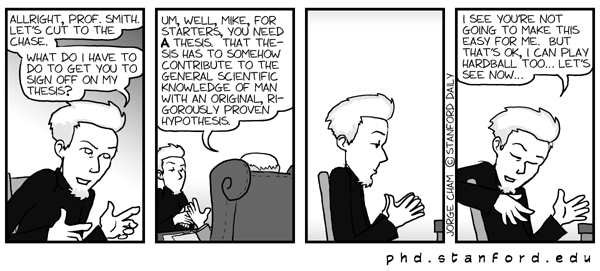 ALLRIGHT, PROF. SMITH.
LET'S CUT TO THE
CHASE.
WHAT DO I HAVE TO
DO TO GET YOU TO
SIGN OFF ON MY
THESIS?
UM, WELL, MIKE, FOR
STARTERS, YOU NEED
A THESIS. THAT THE-
SIS HAS TO SOMEHOW
CONTRIBUTE TO THE
GENERAL SCIENTIFIC
KNOWLEDGE OF MAN
WITH AN ORIGINAL, RI-
GOROUSLY PROVEN
HYPOTHESIS.
JORGE CHAM © STANFORD DAILY
I SEE YOU'RE NOT
GOING TO MAKE THIS
EASY FOR ME. BUT
THAT'S OK, I CAN PLAY
HARDBALL TOO... LET'S
SEE NOW...
phd.stanford.edu